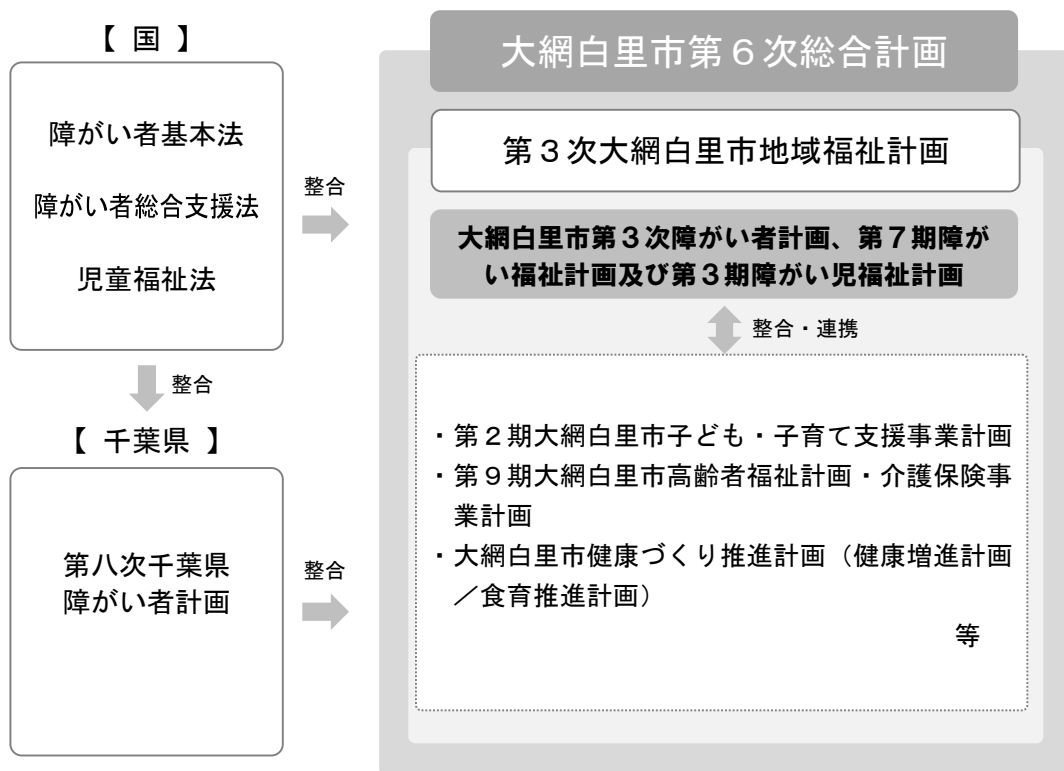 【 国 】
障がい者基本法
障がい者総合支援法
児童福祉法
整合
整合
【 千葉県 】
第八次千葉県
障がい者計画
整合
大網白里市第６次総合計画
第３次大網白里市地域福祉計画
大網白里市第３次障がい者計画、第７期障が
い福祉計画及び第３期障がい児福祉計画
整合・連携
・第２期大網白里市子ども・子育て支援事業計画
・第９期大網白里市高齢者福祉計画・介護保険事
業計画
・大網白里市健康づくり推進計画（健康増進計画
／食育推進計画）
等